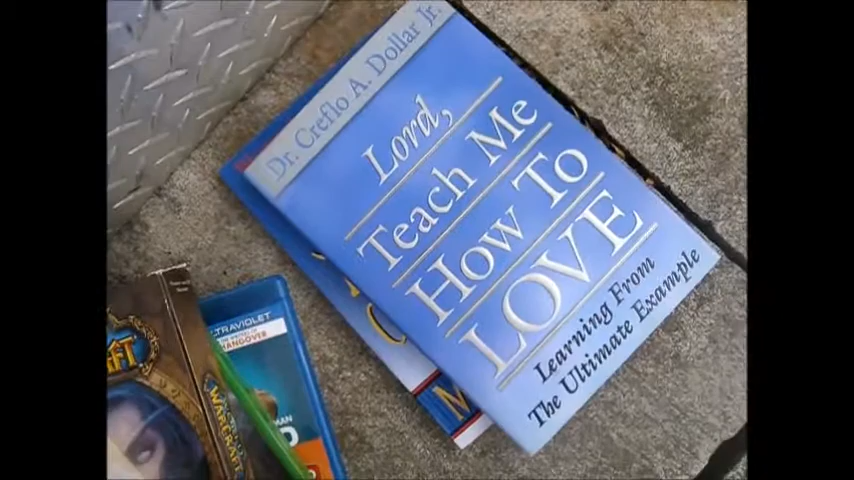 Dr. Creflo A. Dollar Jr.
Lord,
Teach Me
How To
LOVE
Learning From
The Ultimate Example
ULTRAVIOLET
HANGOVER
WARCRAFT